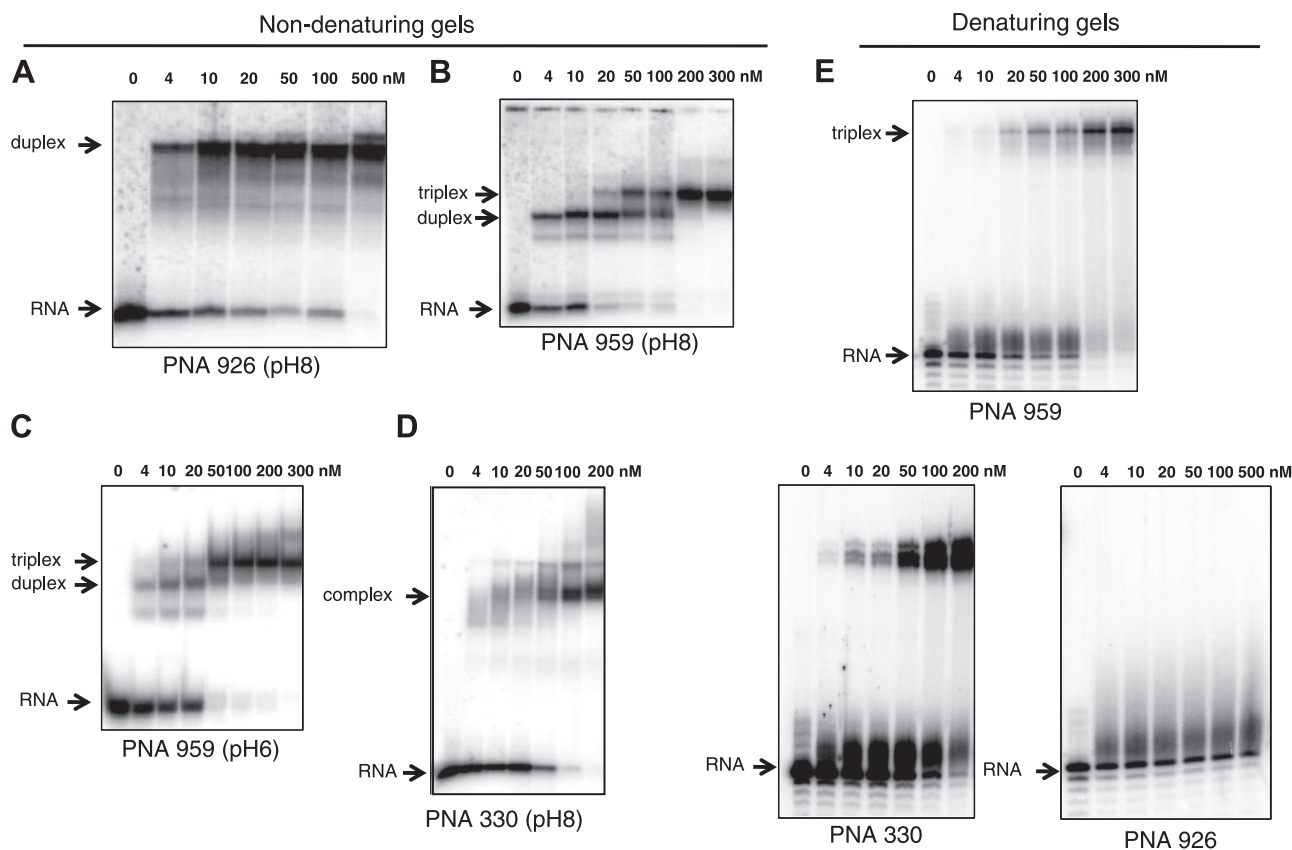 Non-denaturing gels
Denaturing gels
A
0 4 10 20 50 100 500 nM
duplex
RNA
PNA 926 (pH8)
B
0 4 10 20 50 100 200 300 nM
triplex
duplex
RNA
PNA 959 (pH8)
E
0 4 10 20 50 100 200 300 nM
triplex
RNA
PNA 959
C
0 4 10 20 50 100 200 300 nM
triplex
duplex
RNA
PNA 959 (pH6)
D
0 4 10 20 50 100 200 nM
complex
RNA
PNA 330 (pH8)
0 4 10 20 50 100 200 nM
RNA
PNA 330
0 4 10 20 50 100 500 nM
RNA
PNA 926